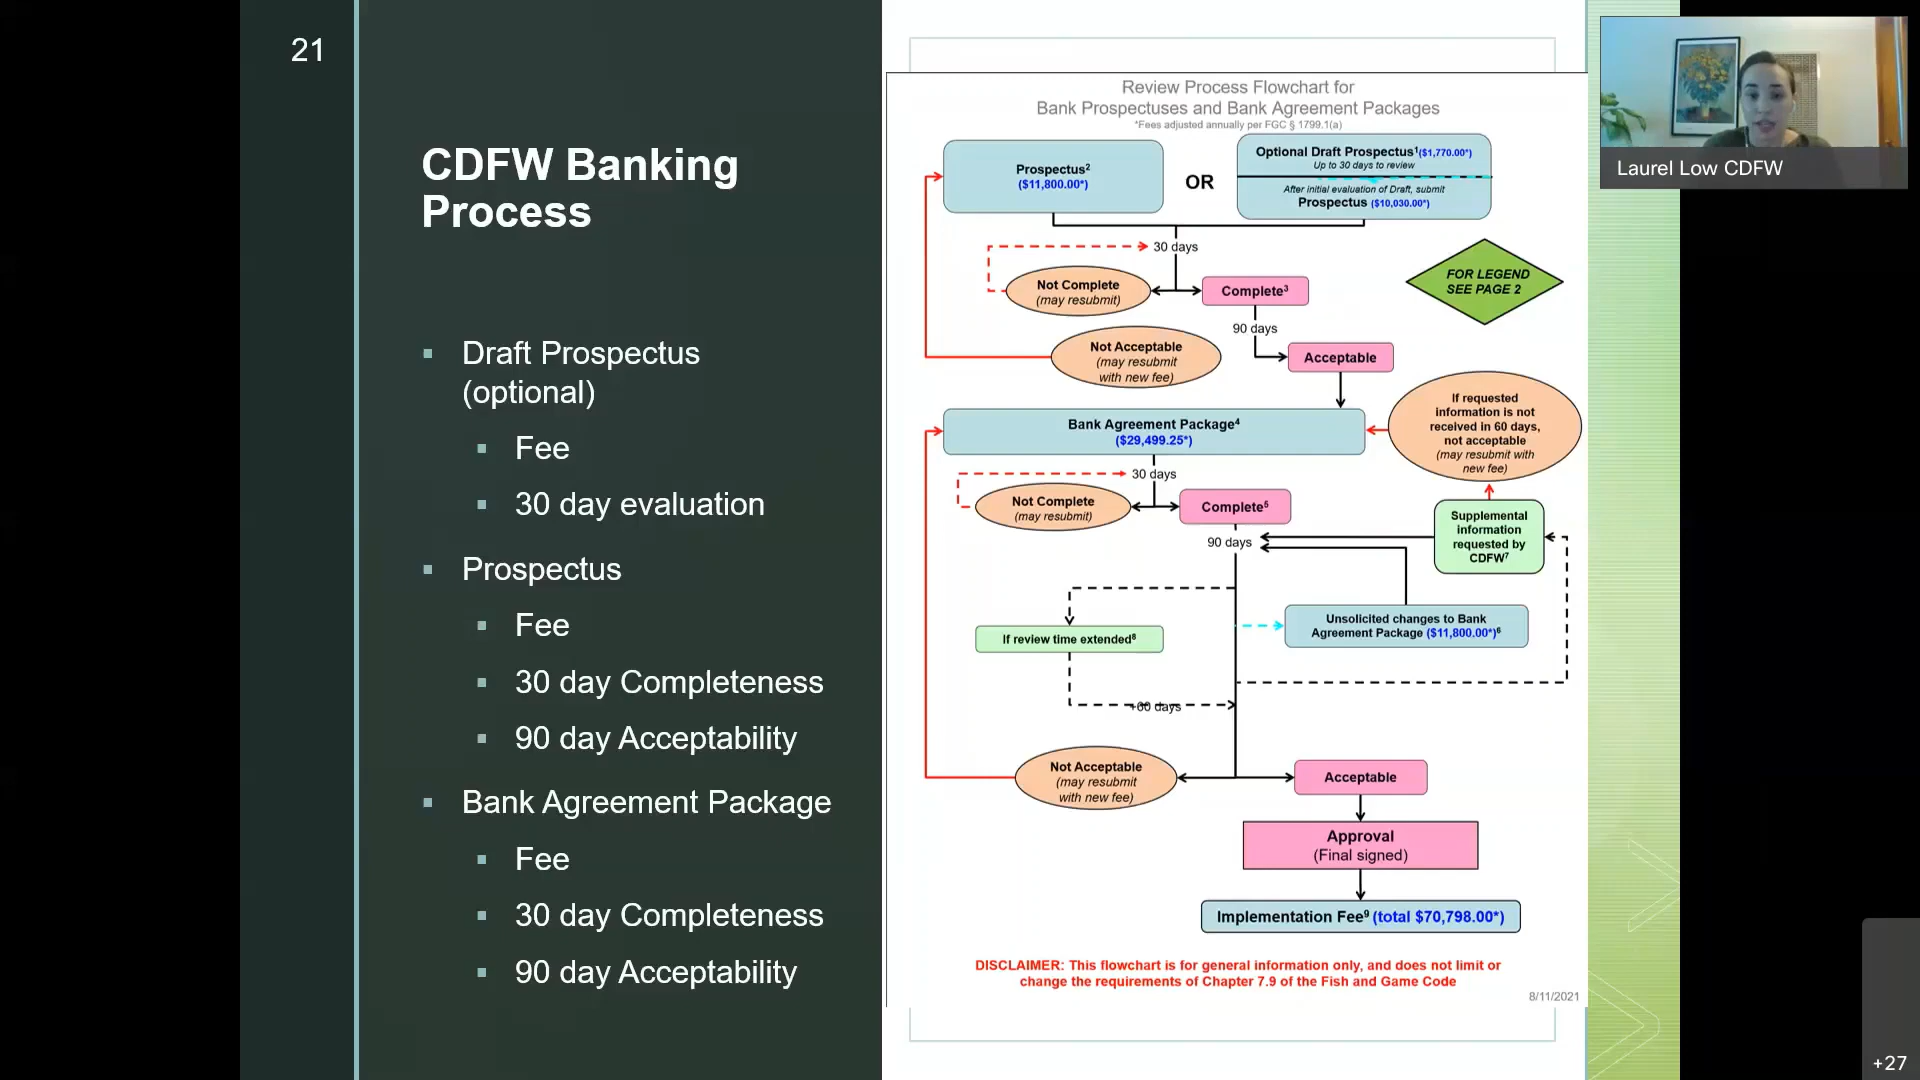 21
CDFW Banking
Process
Draft Prospectus
(optional)
Fee
30 day evaluation
Prospectus
Fee
30 day Completeness
90 day Acceptability
Bank Agreement Package
Fee
30 day Completeness
90 day Acceptability
Review Process Flowchart for
Bank Prospectuses and Bank Agreement Packages
*Fees adjusted annually per FGC § 1799.1(a)
Prospectus²
($11,800.00*)
OR
Optional Draft Prospectus¹($1,770.00*)
Up to 30 days to review
After initial evaluation of Draft, submit
Prospectus ($10,030.00*)
30 days
Not Complete
(may resubmit)
Complete³
FOR LEGEND
SEE PAGE 2
90 days
Not Acceptable
(may resubmit
with new fee)
Acceptable
Bank Agreement Package⁴
($29,499.25*)
If requested
information is not
received in 60 days,
not acceptable
(may resubmit with
new fee)
30 days
Not Complete
(may resubmit)
Complete⁵
Supplemental
information
requested by
CDFW⁷
90 days
If review time extended⁸
Unsolicited changes to Bank
Agreement Package ($11,800.00*)⁶
+60 days
Not Acceptable
(may resubmit
with new fee)
Acceptable
Approval
(Final signed)
Implementation Fee⁹ (total $70,798.00*)
DISCLAIMER: This flowchart is for general information only, and does not limit or
change the requirements of Chapter 7.9 of the Fish and Game Code
8/11/2021
Laurel Low CDFW
+27